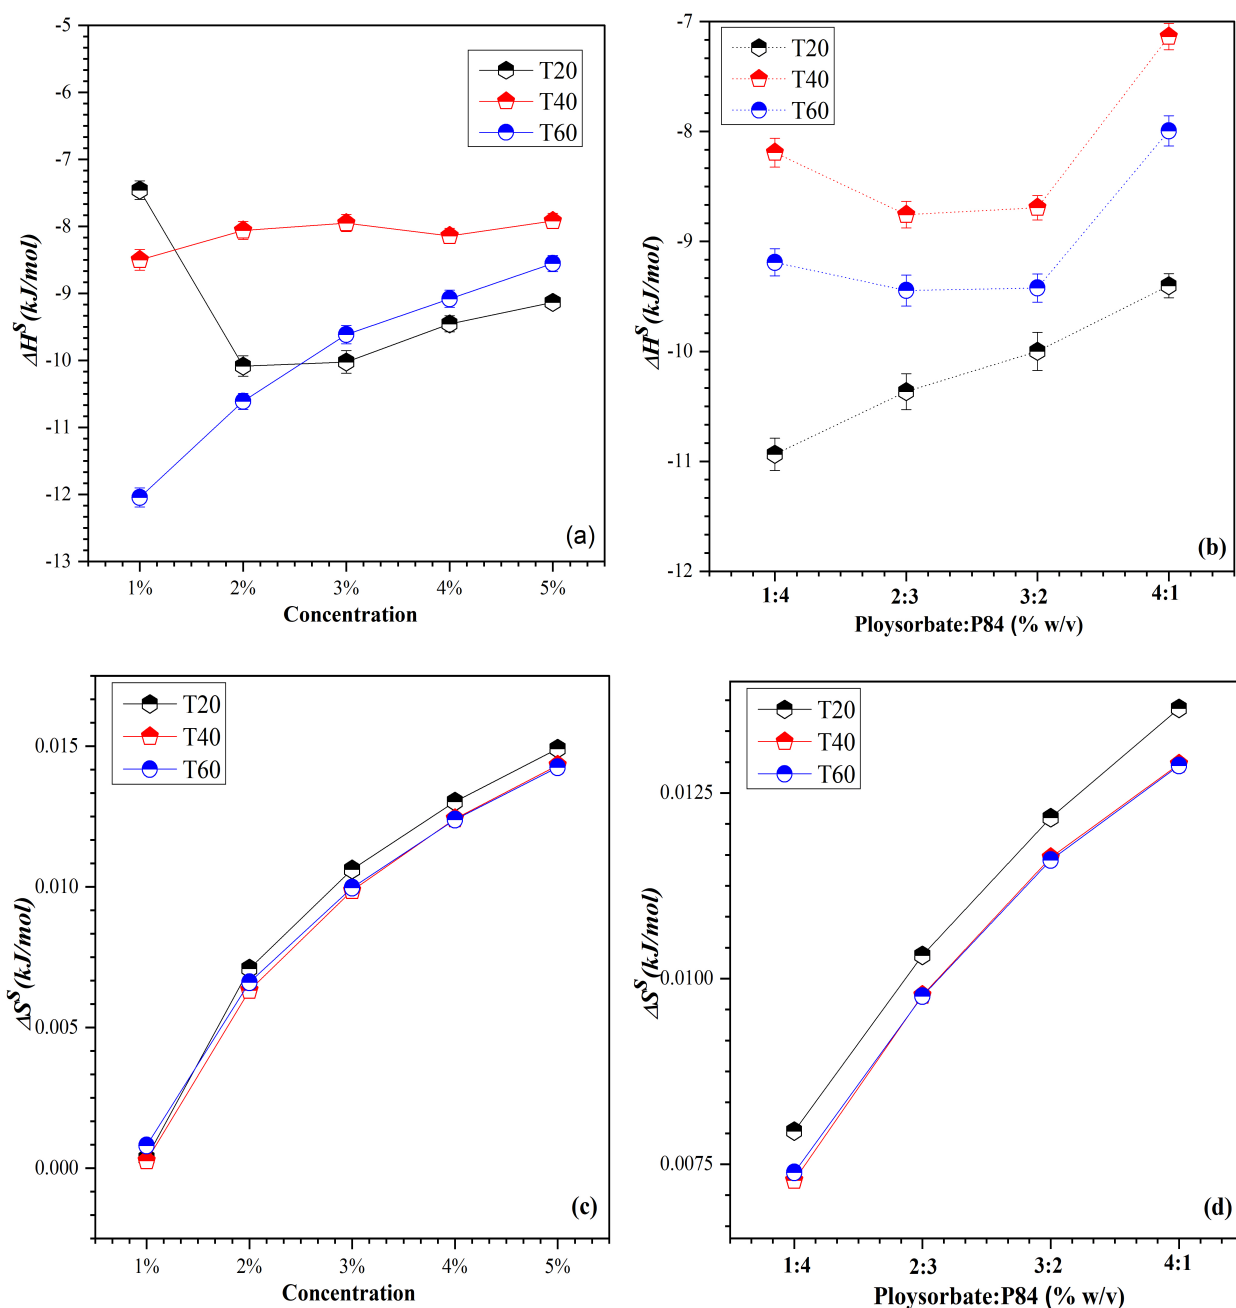 -5
-6
-7
-8
-9
-10
-11
-12
-13
ΔH^S(kJ/mol)
T20
T40
T60
(a)
1% 2% 3% 4% 5%
Concentration
-7
-8
-9
-10
-11
-12
ΔH^S(kJ/mol)
T20
T40
T60
(b)
1:4 2:3 3:2 4:1
Ploysorbate:P84 (% w/v)
0.015
0.010
0.005
0.000
ΔS^S(kJ/mol)
T20
T40
T60
(c)
1% 2% 3% 4% 5%
Concentration
0.0125
0.0100
0.0075
ΔS^S(kJ/mol)
T20
T40
T60
(d)
1:4 2:3 3:2 4:1
Ploysorbate:P84 (% w/v)